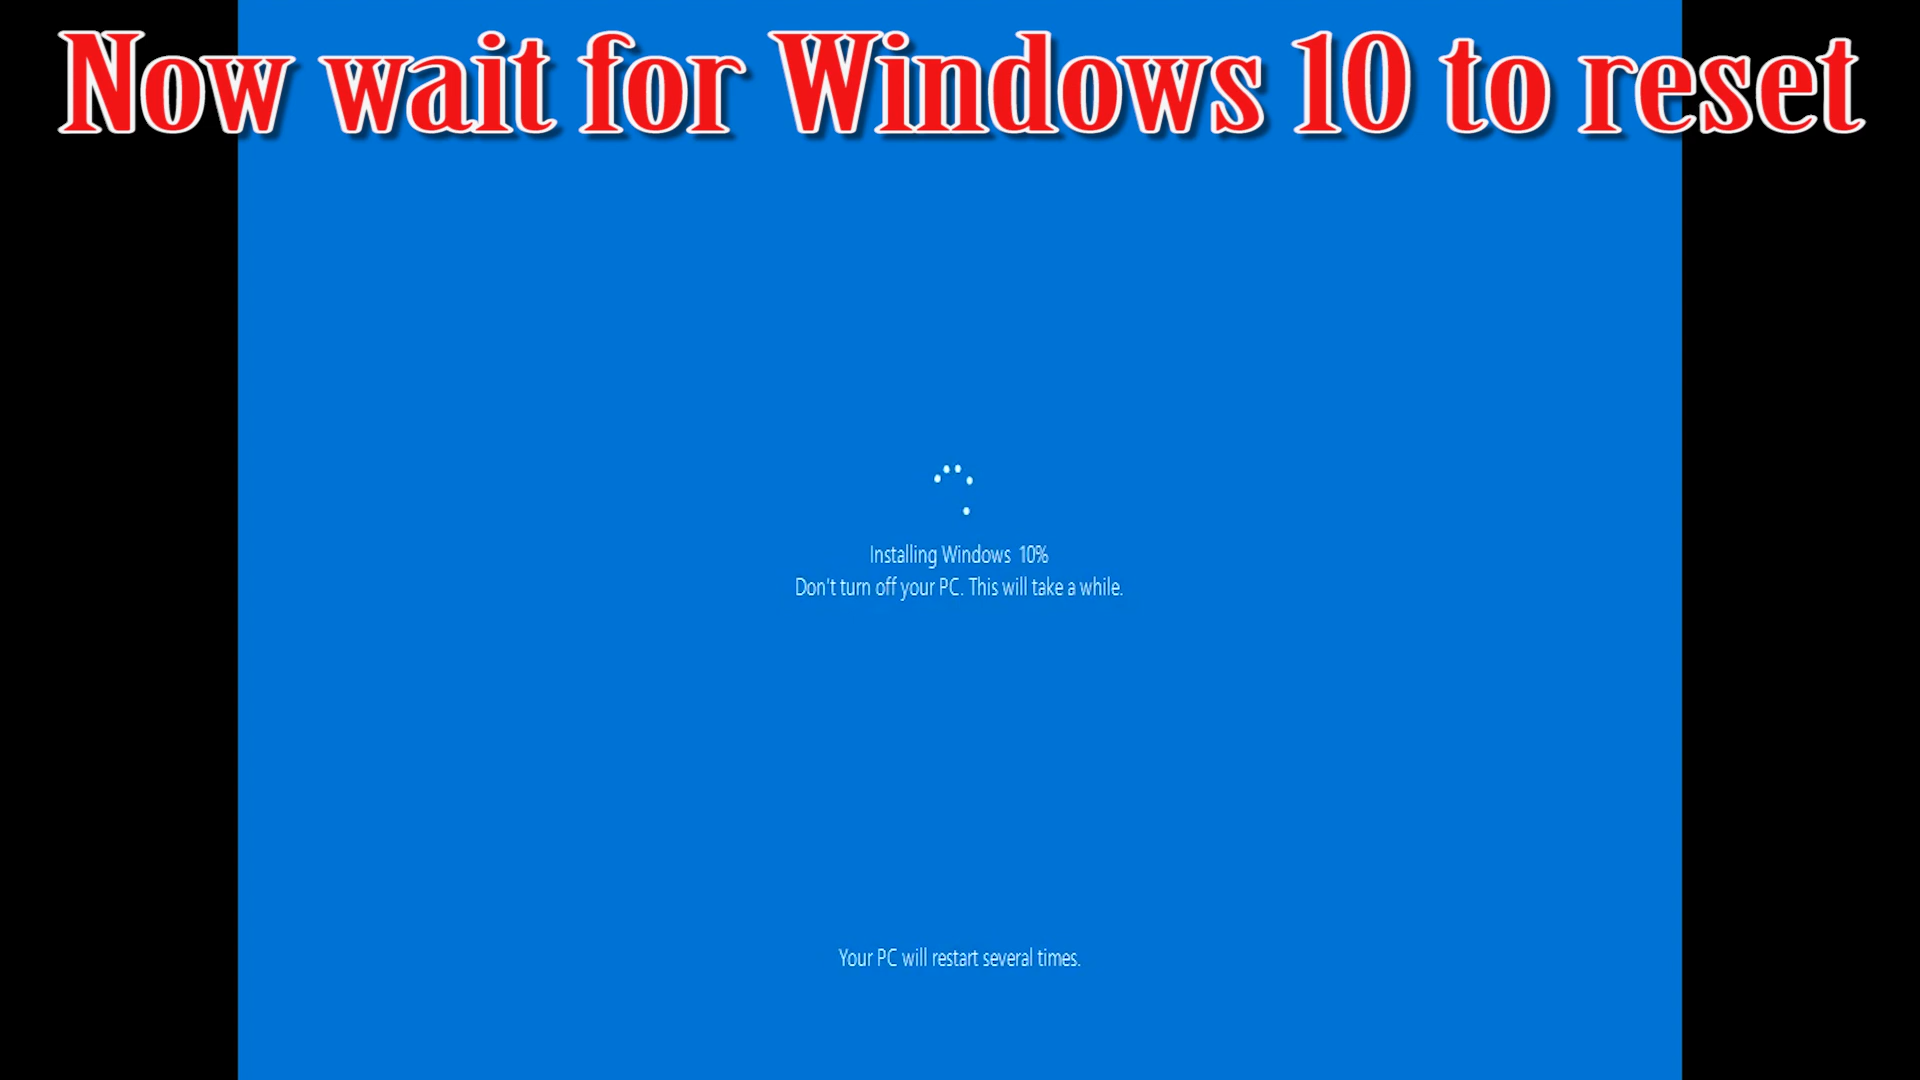 Now wait for Windows 10 to reset
Installing Windows 10%
Don't turn off your PC. This will take a while.
Your PC will restart several times.